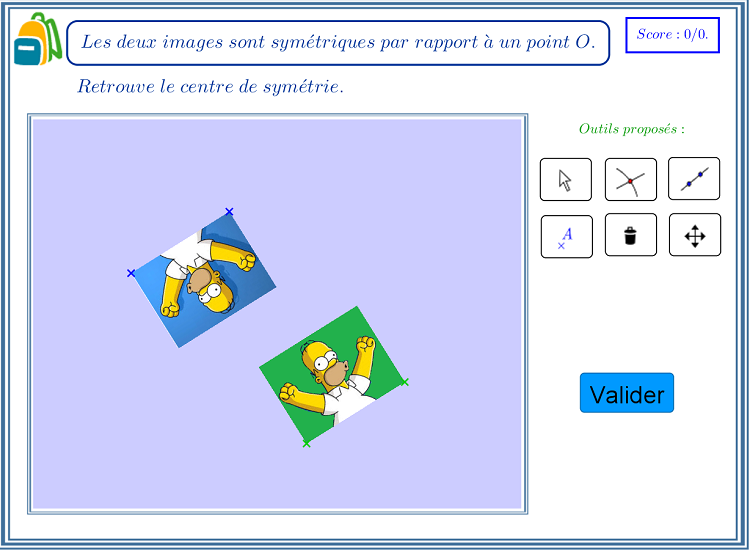 Les deux images sont symétriques par rapport à un point O.
Score : 0/0.
Retrouve le centre de symétrie.
Outils proposés :
A
Valider